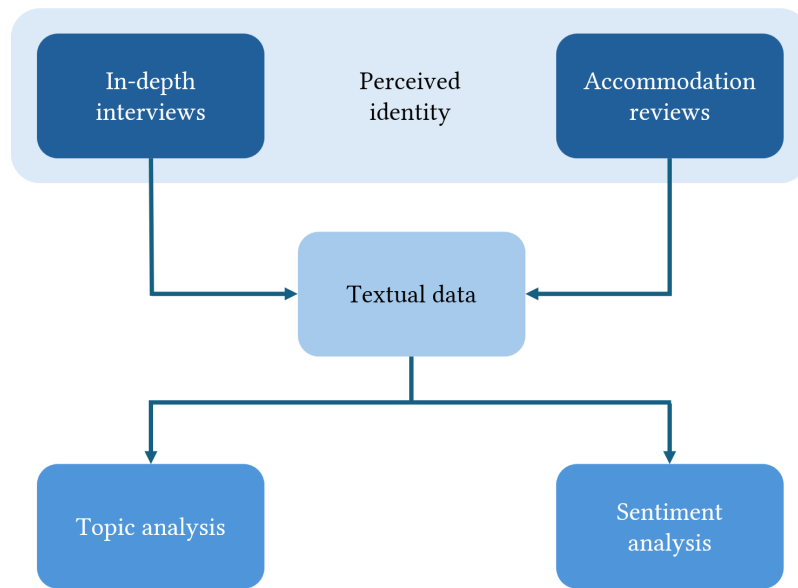 In-depth
interviews
Perceived
identity
Accommodation
reviews
Textual data
Topic analysis
Sentiment
analysis